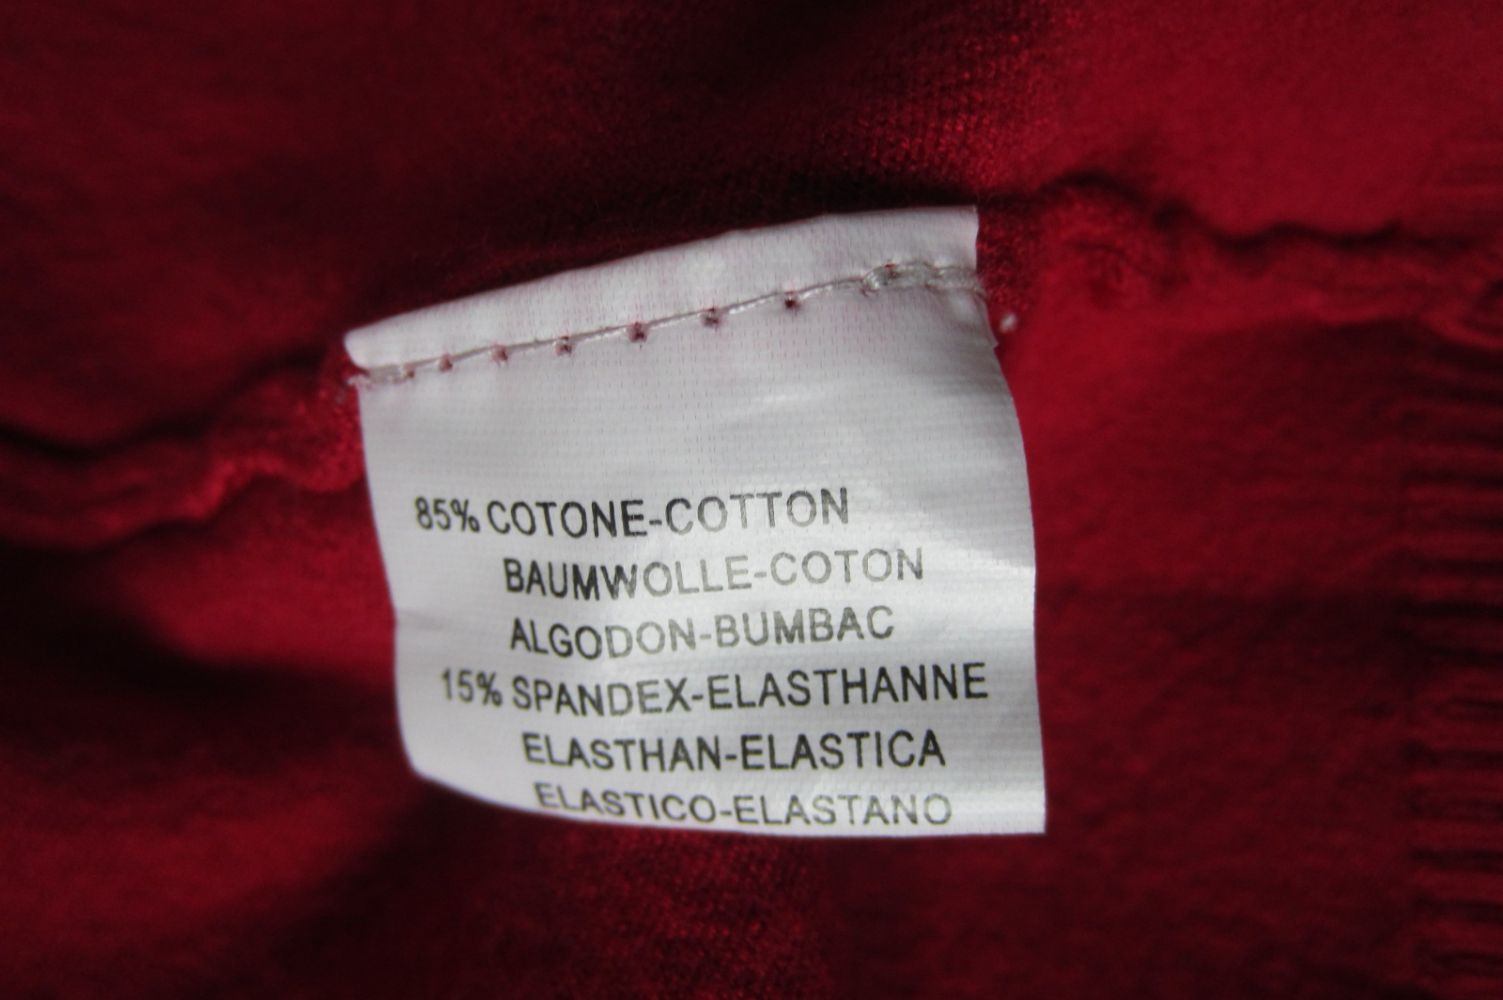 85% COTONE-COTTON
BAUMWOLLE-COTON
ALGODON-BUMBAC
15% SPANDEX-ELASTHANNE
ELASTHAN-ELASTICA
ELASTICO-ELASTANO